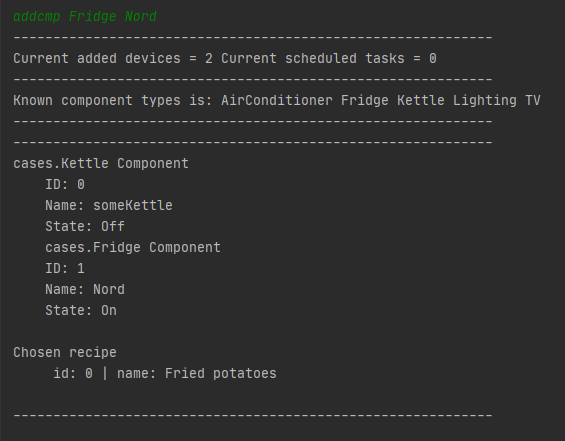 addcmp Fridge Nord
------------------------------------------------------------
Current added devices = 2 Current scheduled tasks = 0
------------------------------------------------------------
Known component types is: AirConditioner Fridge Kettle Lighting TV
------------------------------------------------------------
------------------------------------------------------------
cases.Kettle Component
    ID: 0
    Name: someKettle
    State: Off
    cases.Fridge Component
    ID: 1
    Name: Nord
    State: On
Chosen recipe
     id: 0 | name: Fried potatoes
------------------------------------------------------------